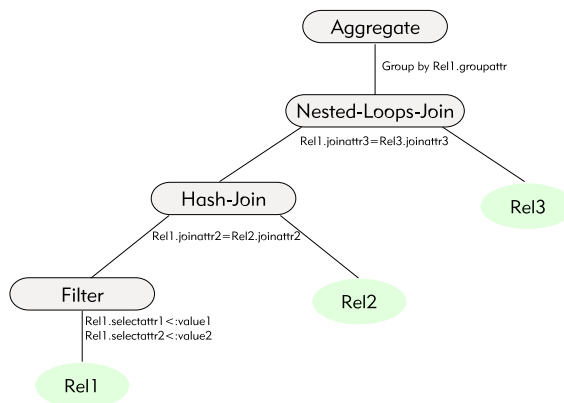 Aggregate
Group by Rel1.groupattr
Nested-Loops-Join
Rel1.joinattr3=Rel3.joinattr3
Hash-Join
Rel3
Rel1.joinattr2=Rel2.joinattr2
Filter
Rel2
Rel1.selectattr1<:value1
Rel1.selectattr2<:value2
Rel1